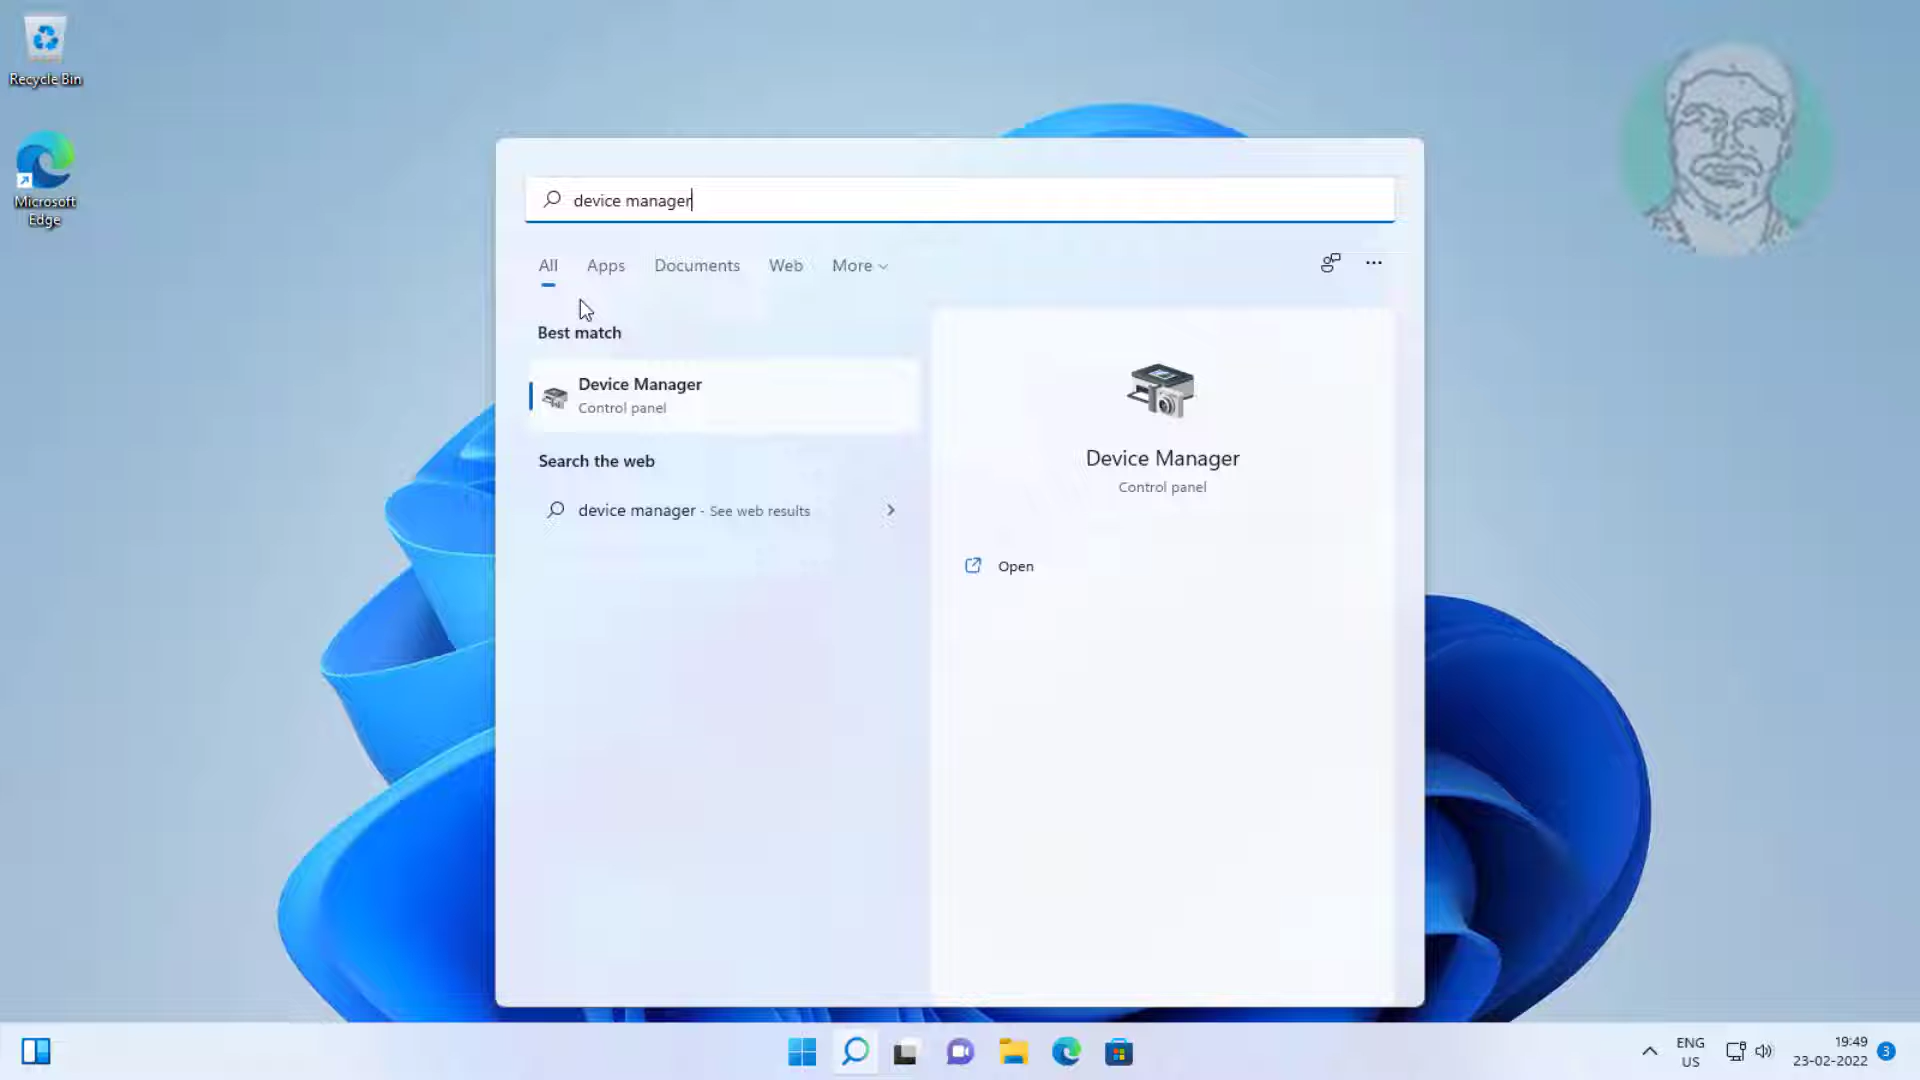 Recycle Bin
Microsoft
Edge
device manager
All Apps Documents Web More
Best match
Device Manager
Control panel
Search the web
device manager - See web results
Device Manager
Control panel
Open
ENG
US
19:49
23-02-2022
3